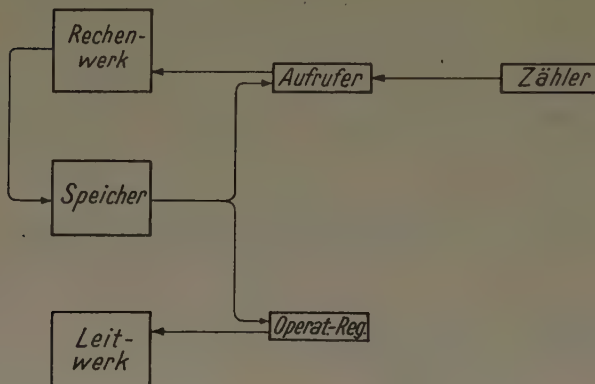 Rechen-
werk
Aufrufer
Zähler
Speicher
Operat.-Reg.
Leit-
werk